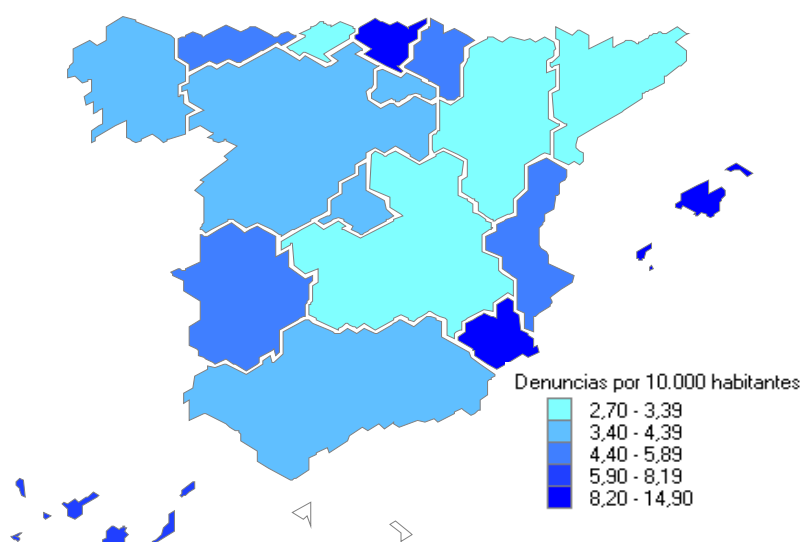 Denuncias por 10.000 habitantes
2,70 - 3,39
3,40 - 4,39
4,40 - 5,89
5,90 - 8,19
8,20 - 14,90